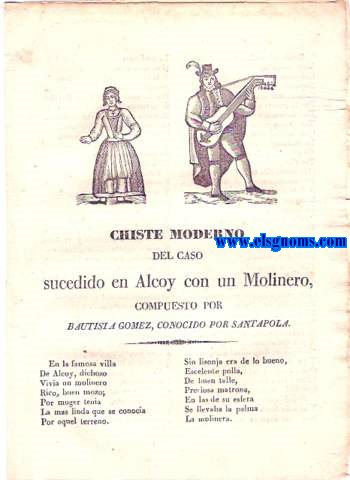 CHISTE MODERNO
www.elsgnoms.com
DEL CASO
sucedido en Alcoy con un Molinero,
COMPUESTO POR
BAUTISTA GOMEZ, CONOCIDO POR SANTAPOLA.
En la famosa villa
De Alcoy, dichoso
Vivia un molinero
Rico, buen mozo;
Por muger tenia
La mas linda que se conocia
Por aquel terreno.
Sin lisonja era de lo bueno,
Escelente polla,
De buen talle,
Preciosa matrona,
En las de su esfera
Se llevaba la palma
La molinera.